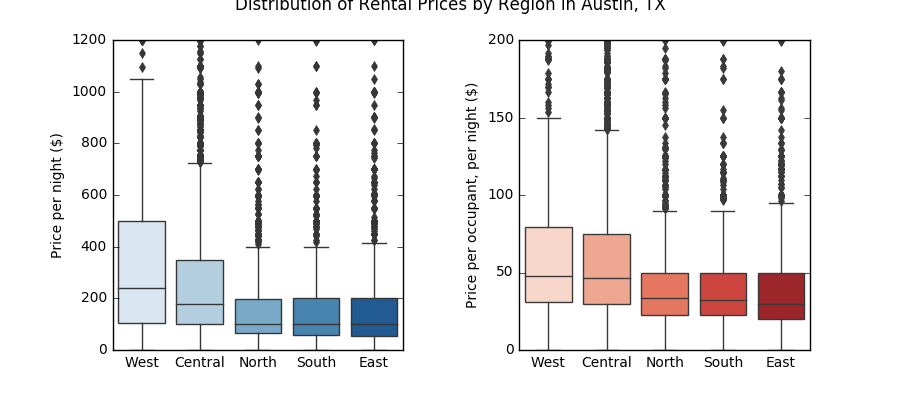 Distribution of Rental Prices by Region in Austin, TX
Price per night ($)
1200
1000
800
600
400
200
0
West Central North South East
Price per occupant, per night ($)
200
150
100
50
0
West Central North South East